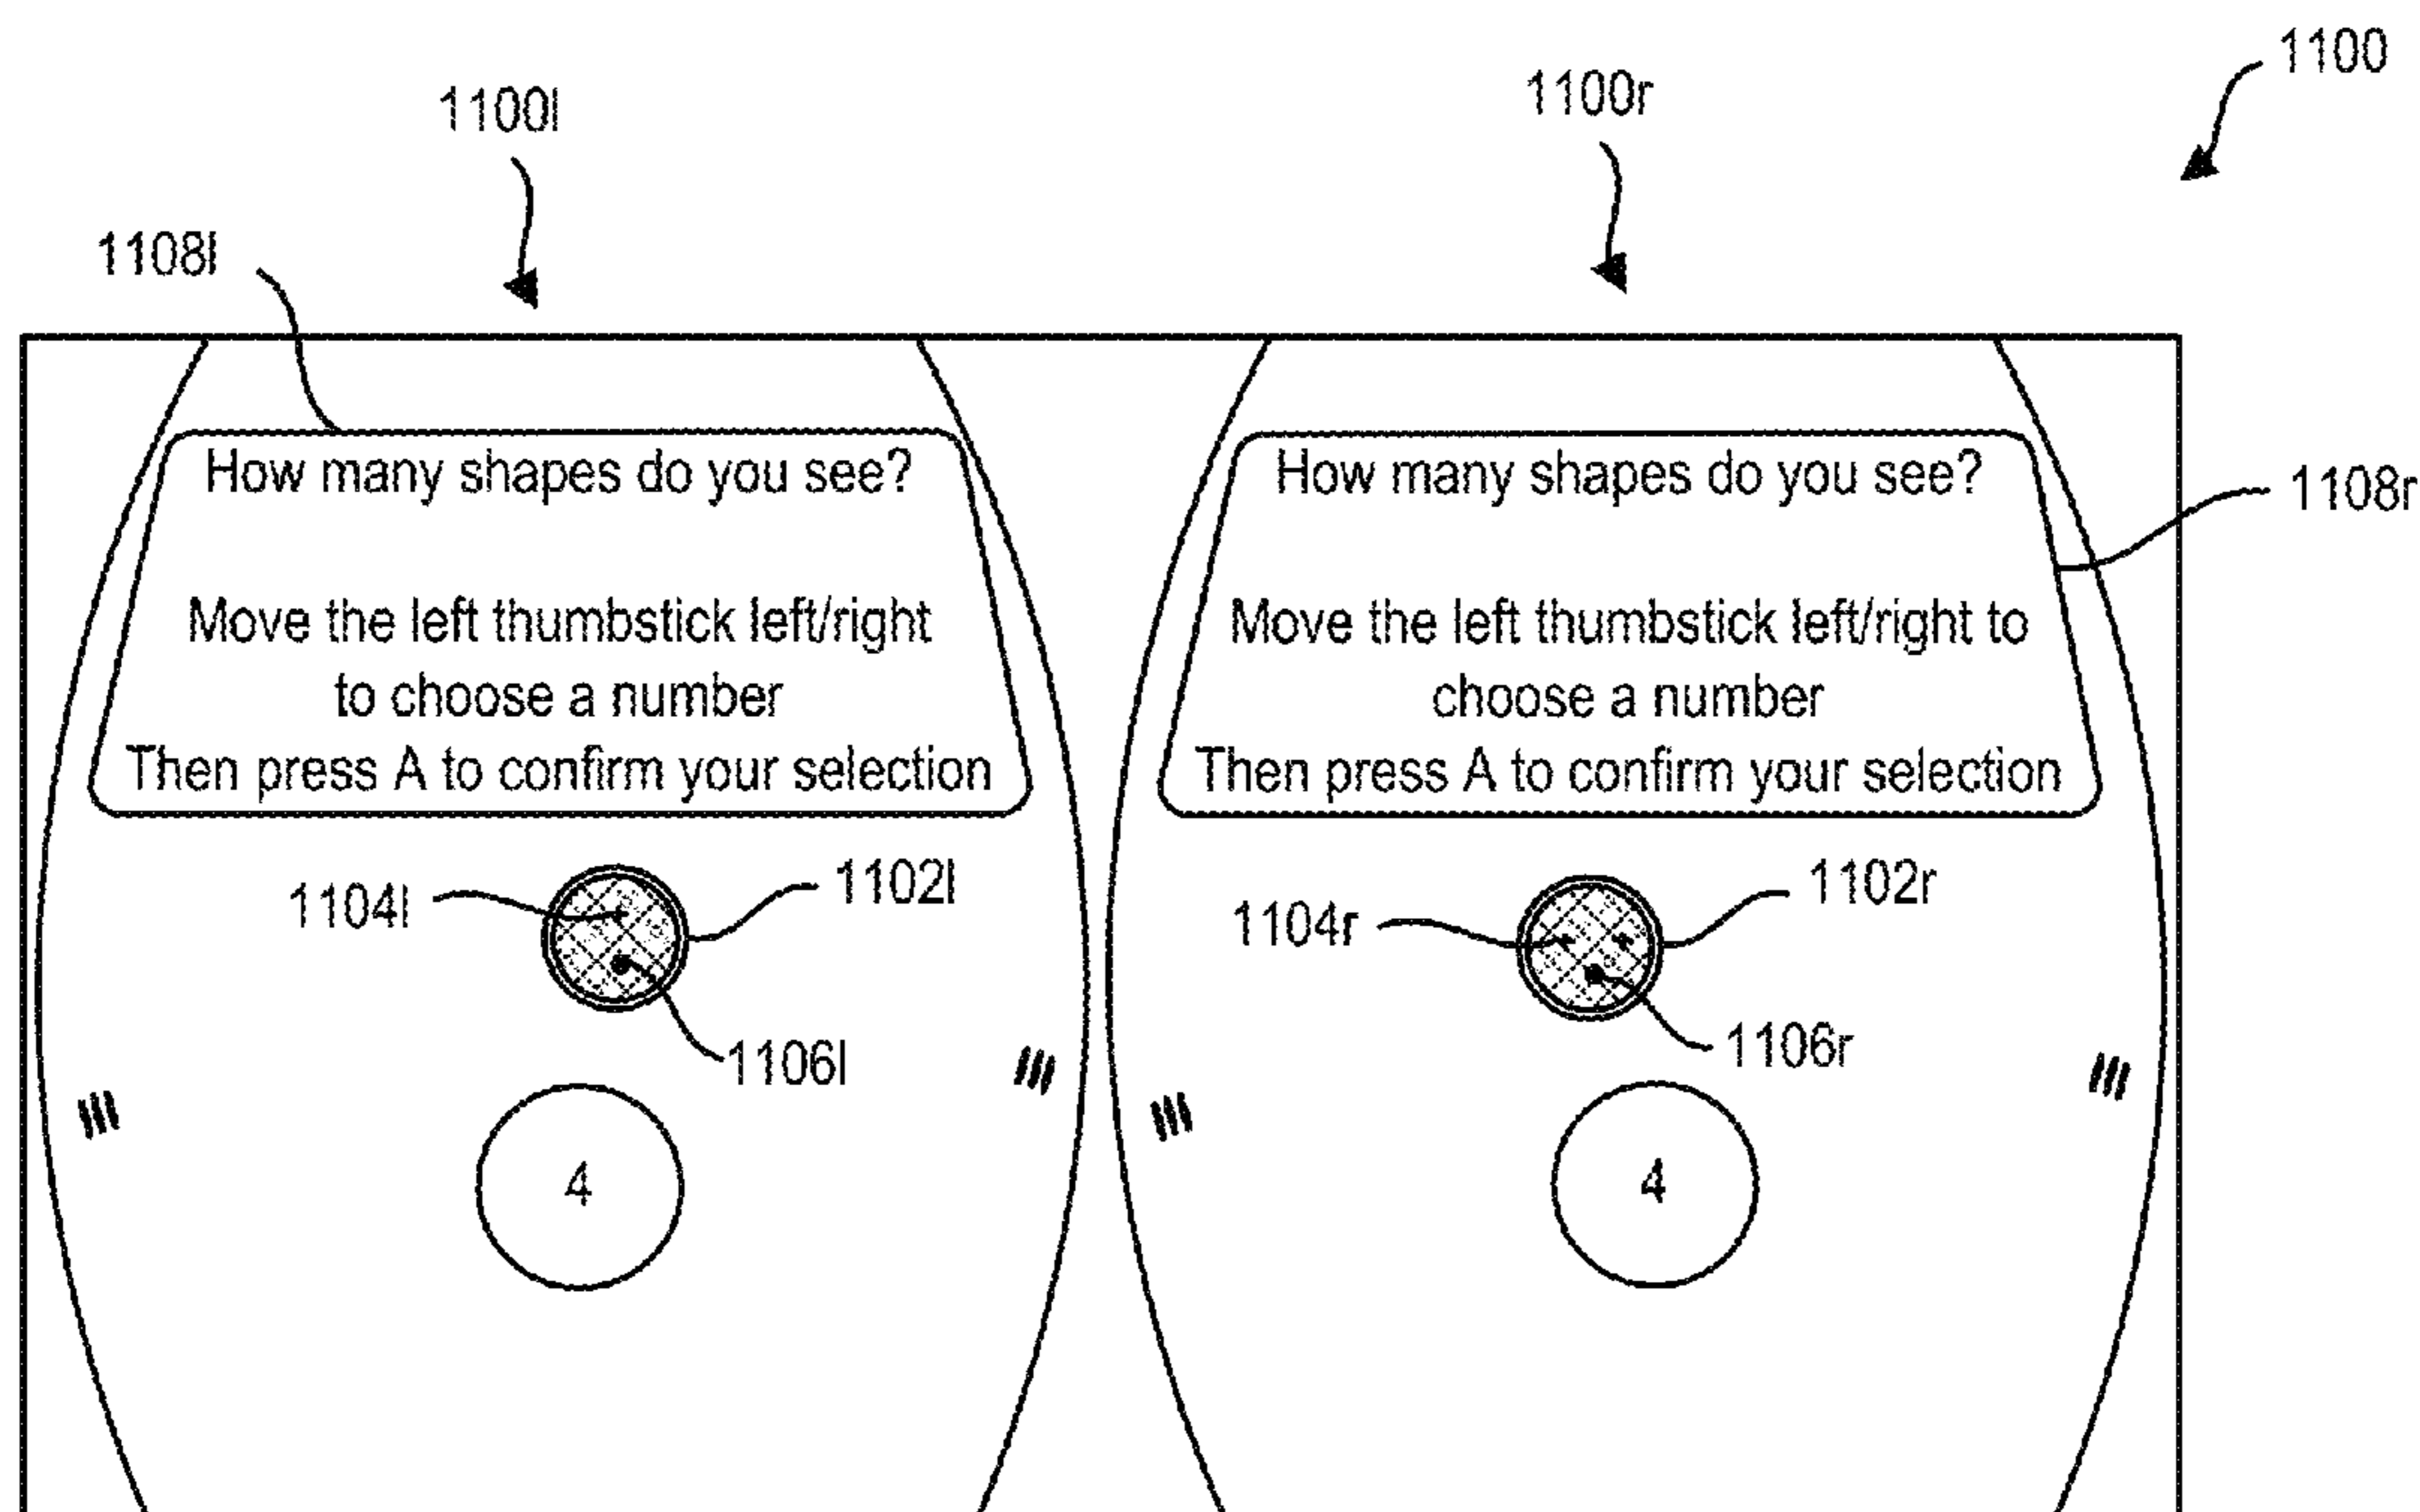 1100
1100l
1100r
1108l
How many shapes do you see?
Move the left thumbstick left/right
to choose a number
Then press A to confirm your selection
How many shapes do you see?
Move the left thumbstick left/right to
choose a number
Then press A to confirm your selection
1108r
1104l
1102l
1106l
4
1104r
1102r
1106r
4